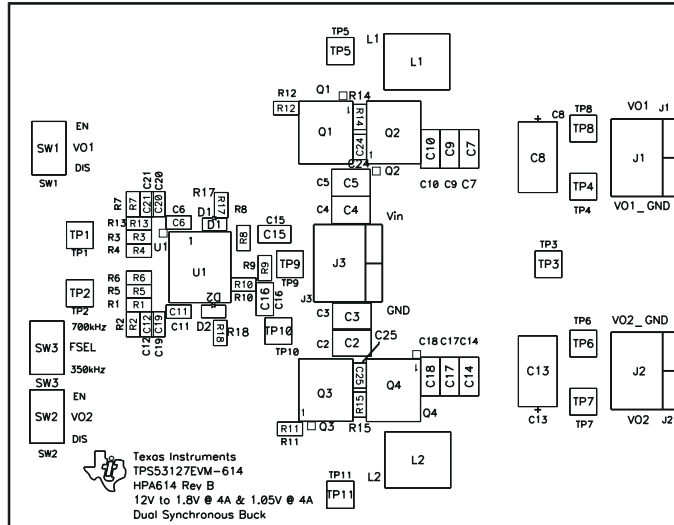 TP5
TP5
L1
L1
Q1
R12
R12
R14
1
R14
Q1
Q2
C24
1
C24
Q2
C10
C9
C7
C10
C9
C7
C8
C8
TP8
TP8
VO1
J1
J1
TP4
TP4
VO1_GND
EN
SW1
VO1
DIS
SW1
C5
C5
C4
C4
Vin
R7
R7
C21
C21
C20
C20
R17
R17
D1
D1
R8
R8
C6
C6
C15
C15
R13
R13
R3
R3
R4
R4
U1
1
U1
TP1
TP1
R9
R9
TP9
TP9
J3
J3
TP3
TP3
R6
R6
R5
R5
R1
R1
R10
R10
C16
C16
TP2
TP2
700kHz
R2
R2
C12
C12
C19
C19
C11
C11
D2
D2
R18
R18
TP10
TP10
C3
C3
GND
C2
C2
C25
C25
SW3
FSEL
350kHz
SW3
Q3
1
R15
R15
Q4
1
Q4
C18
C17
C14
C18
C17
C14
C13
C13
TP6
TP6
VO2_GND
J2
TP7
TP7
VO2
J2
EN
SW2
VO2
DIS
SW2
R11
R11
Q3
L2
L2
TP11
TP11
Texas Instruments
TPS53127EVM-614
HPA614 Rev B
12V to 1.8V @ 4A & 1.05V @ 4A
Dual Synchronous Buck